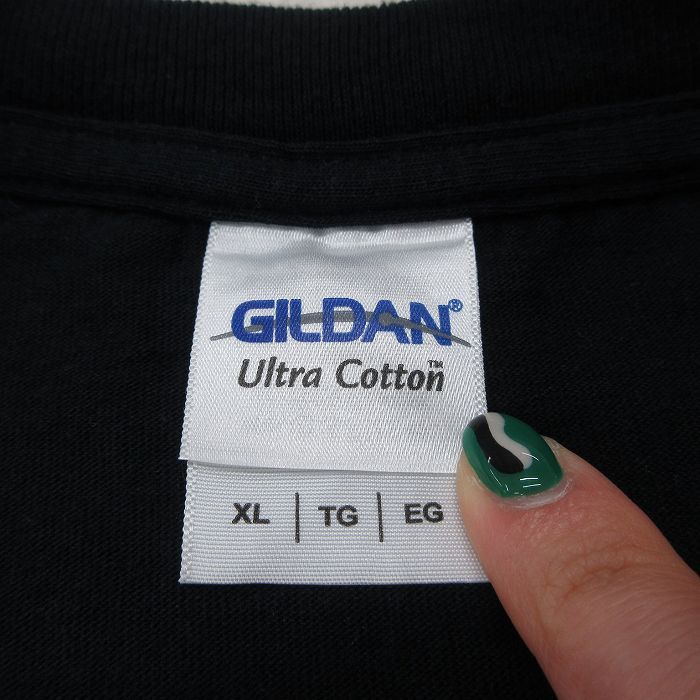 GILDAN®
Ultra Cotton™
XL | TG | EG